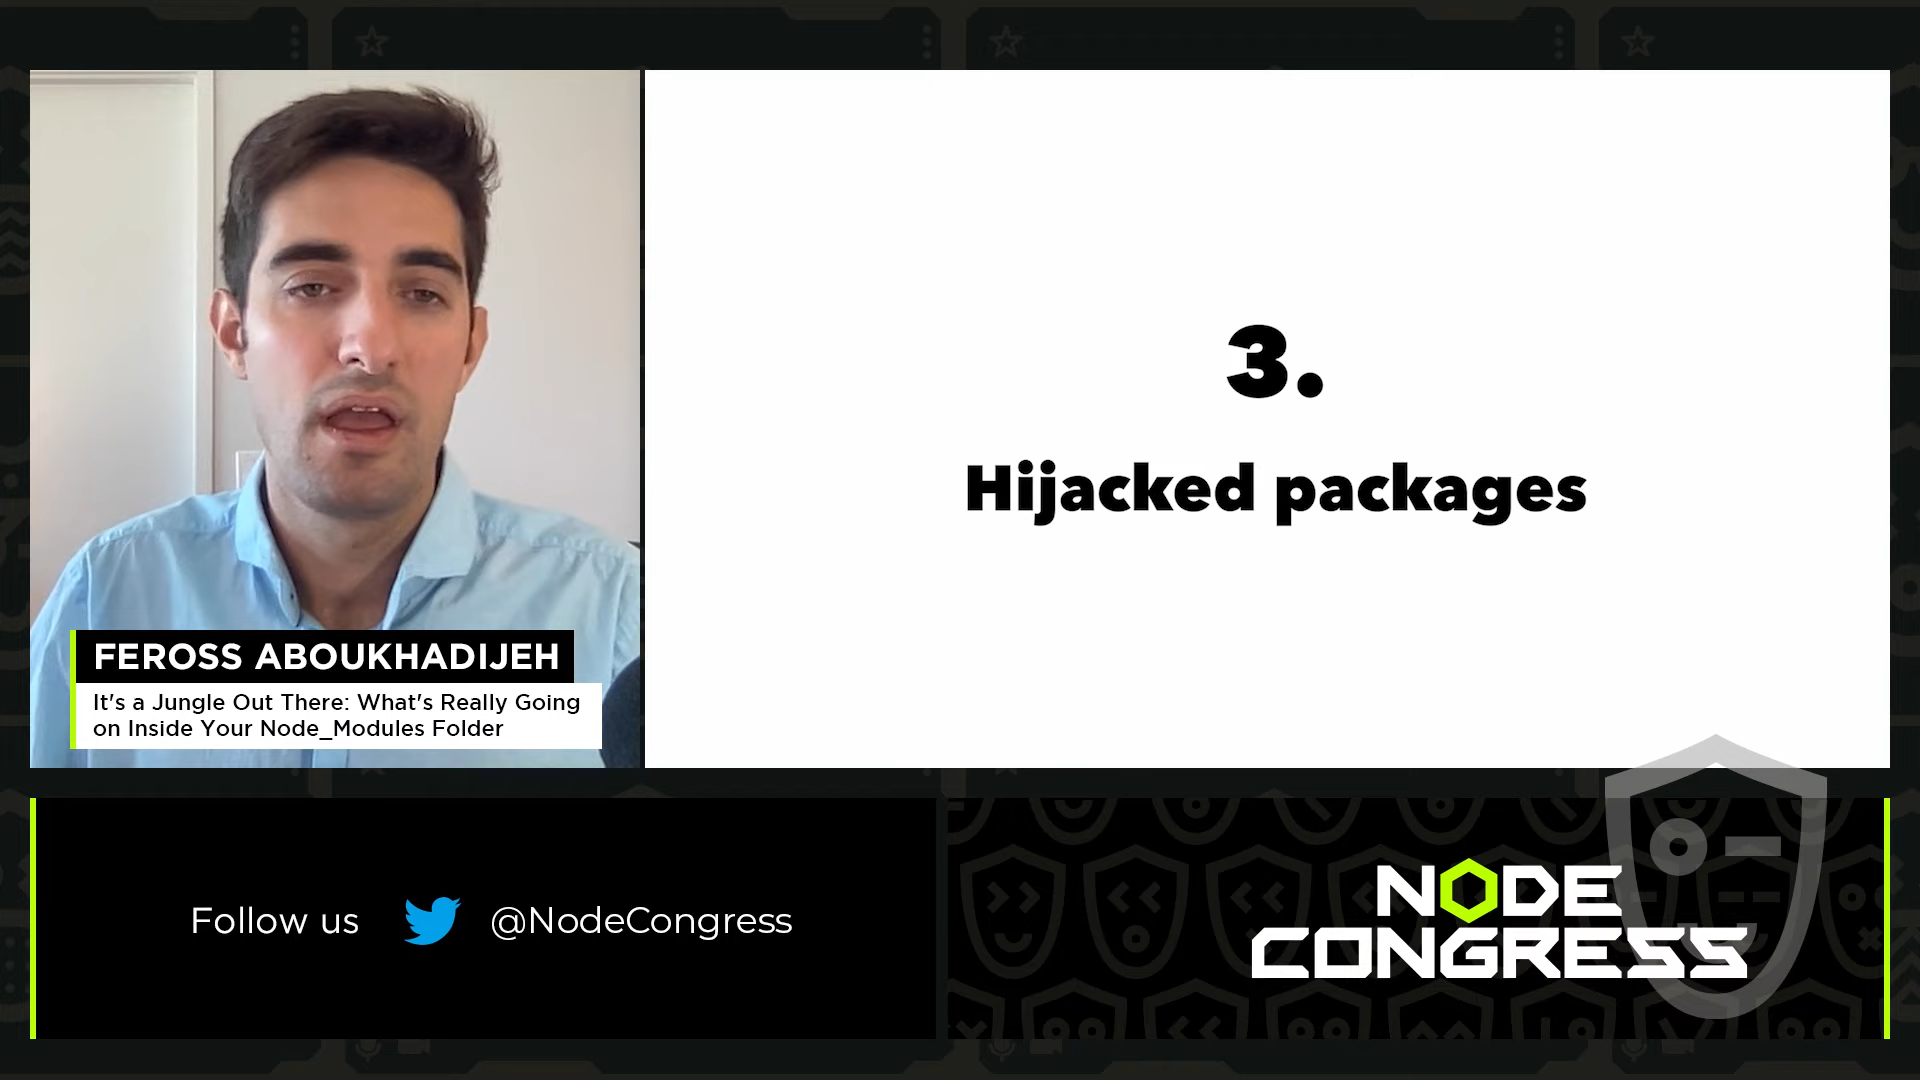 3.
Hijacked packages
FEROSS ABOUKHADIJEH
It's a Jungle Out There: What's Really Going
on Inside Your Node_Modules Folder
Follow us @NodeCongress
NODE
CONGRESS